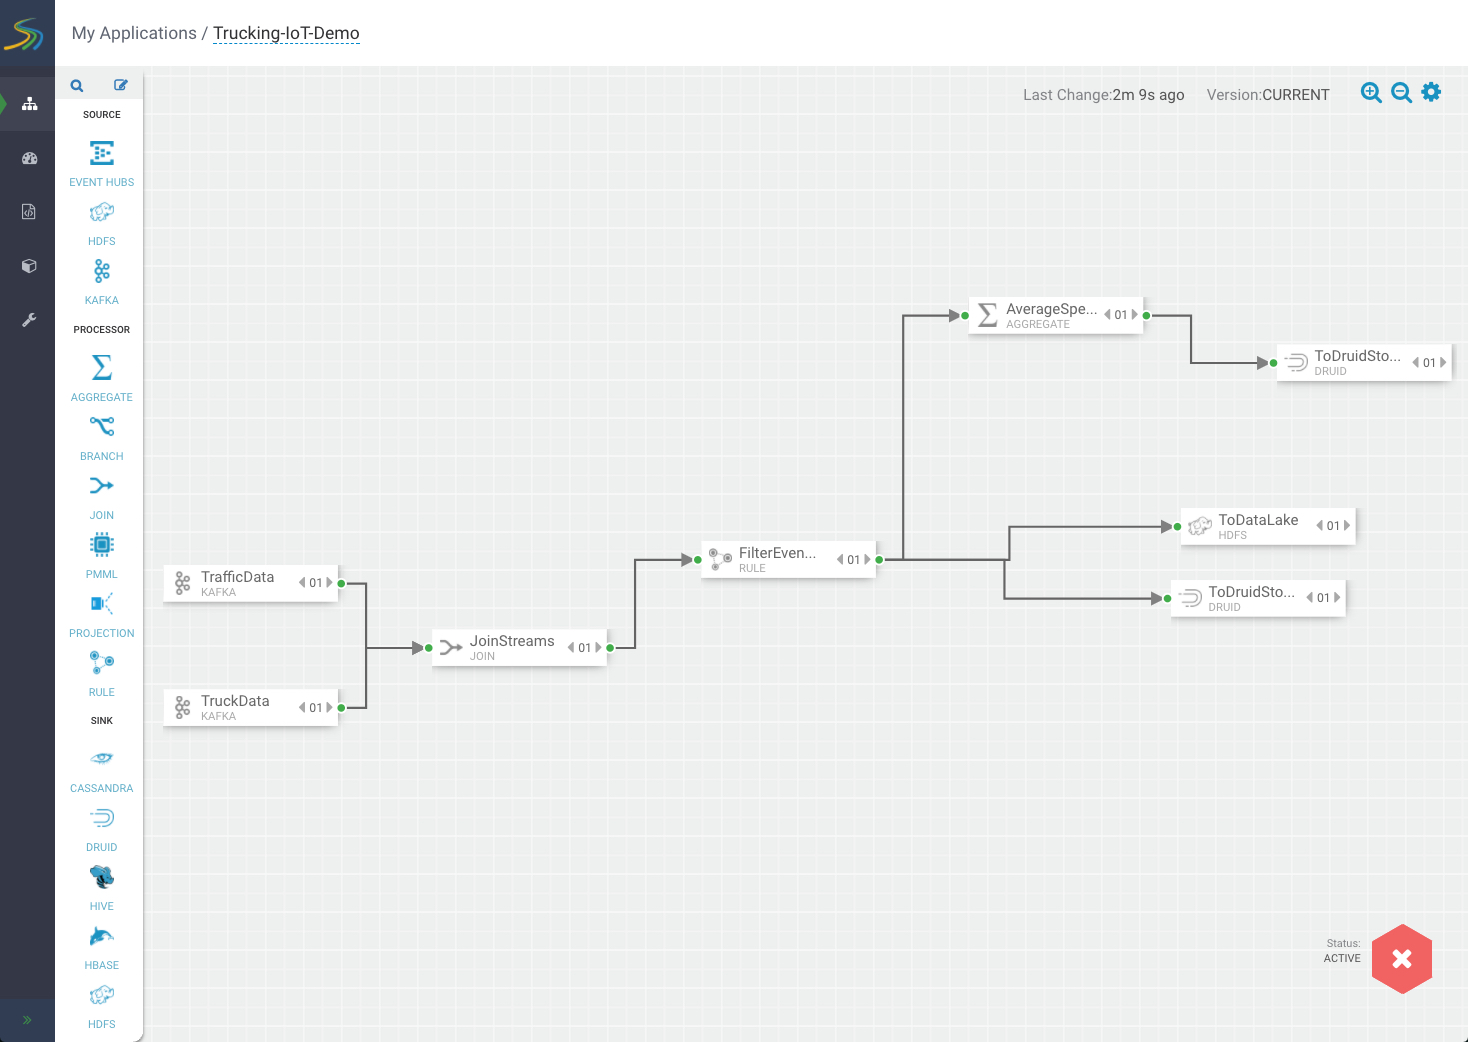 My Applications / Trucking-IoT-Demo
Last Change:2m 9s ago Version:CURRENT
SOURCE
EVENT HUBS
HDFS
KAFKA
PROCESSOR
AGGREGATE
BRANCH
JOIN
PMML
PROJECTION
RULE
SINK
CASSANDRA
DRUID
HIVE
HBASE
HDFS
TrafficData 01
KAFKA
TruckData 01
KAFKA
JoinStreams 01
JOIN
FilterEven... 01
RULE
AverageSpe... 01
AGGREGATE
ToDruidSto... 01
DRUID
ToDataLake 01
HDFS
ToDruidSto... 01
DRUID
Status:
ACTIVE